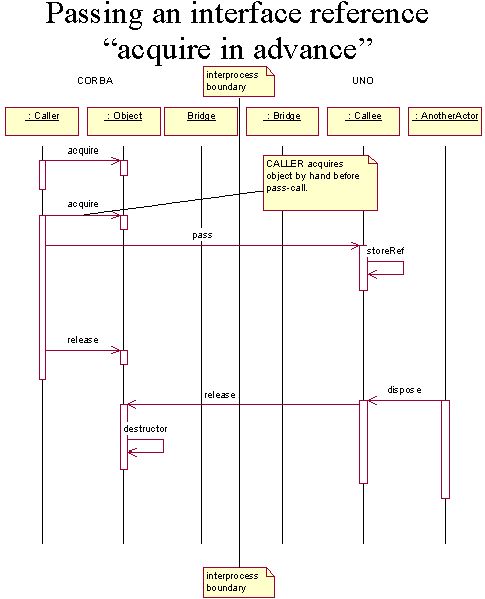 Passing an interface reference
“acquire in advance”
CORBA
interprocess
boundary
UNO
: Caller
: Object
Bridge
: Bridge
: Callee
: AnotherActor
acquire
CALLER acquires
object by hand before
pass-call.
acquire
pass
storeRef
release
dispose
release
destructor
interprocess
boundary